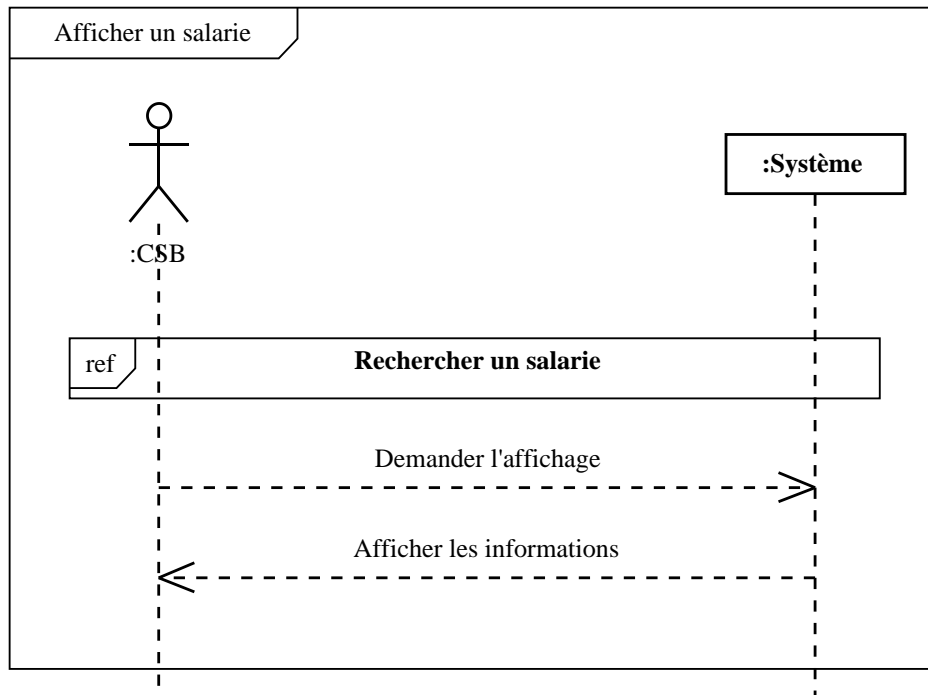 Afficher un salarie
:Système
:CSB
ref
Rechercher un salarie
Demander l'affichage
Afficher les informations